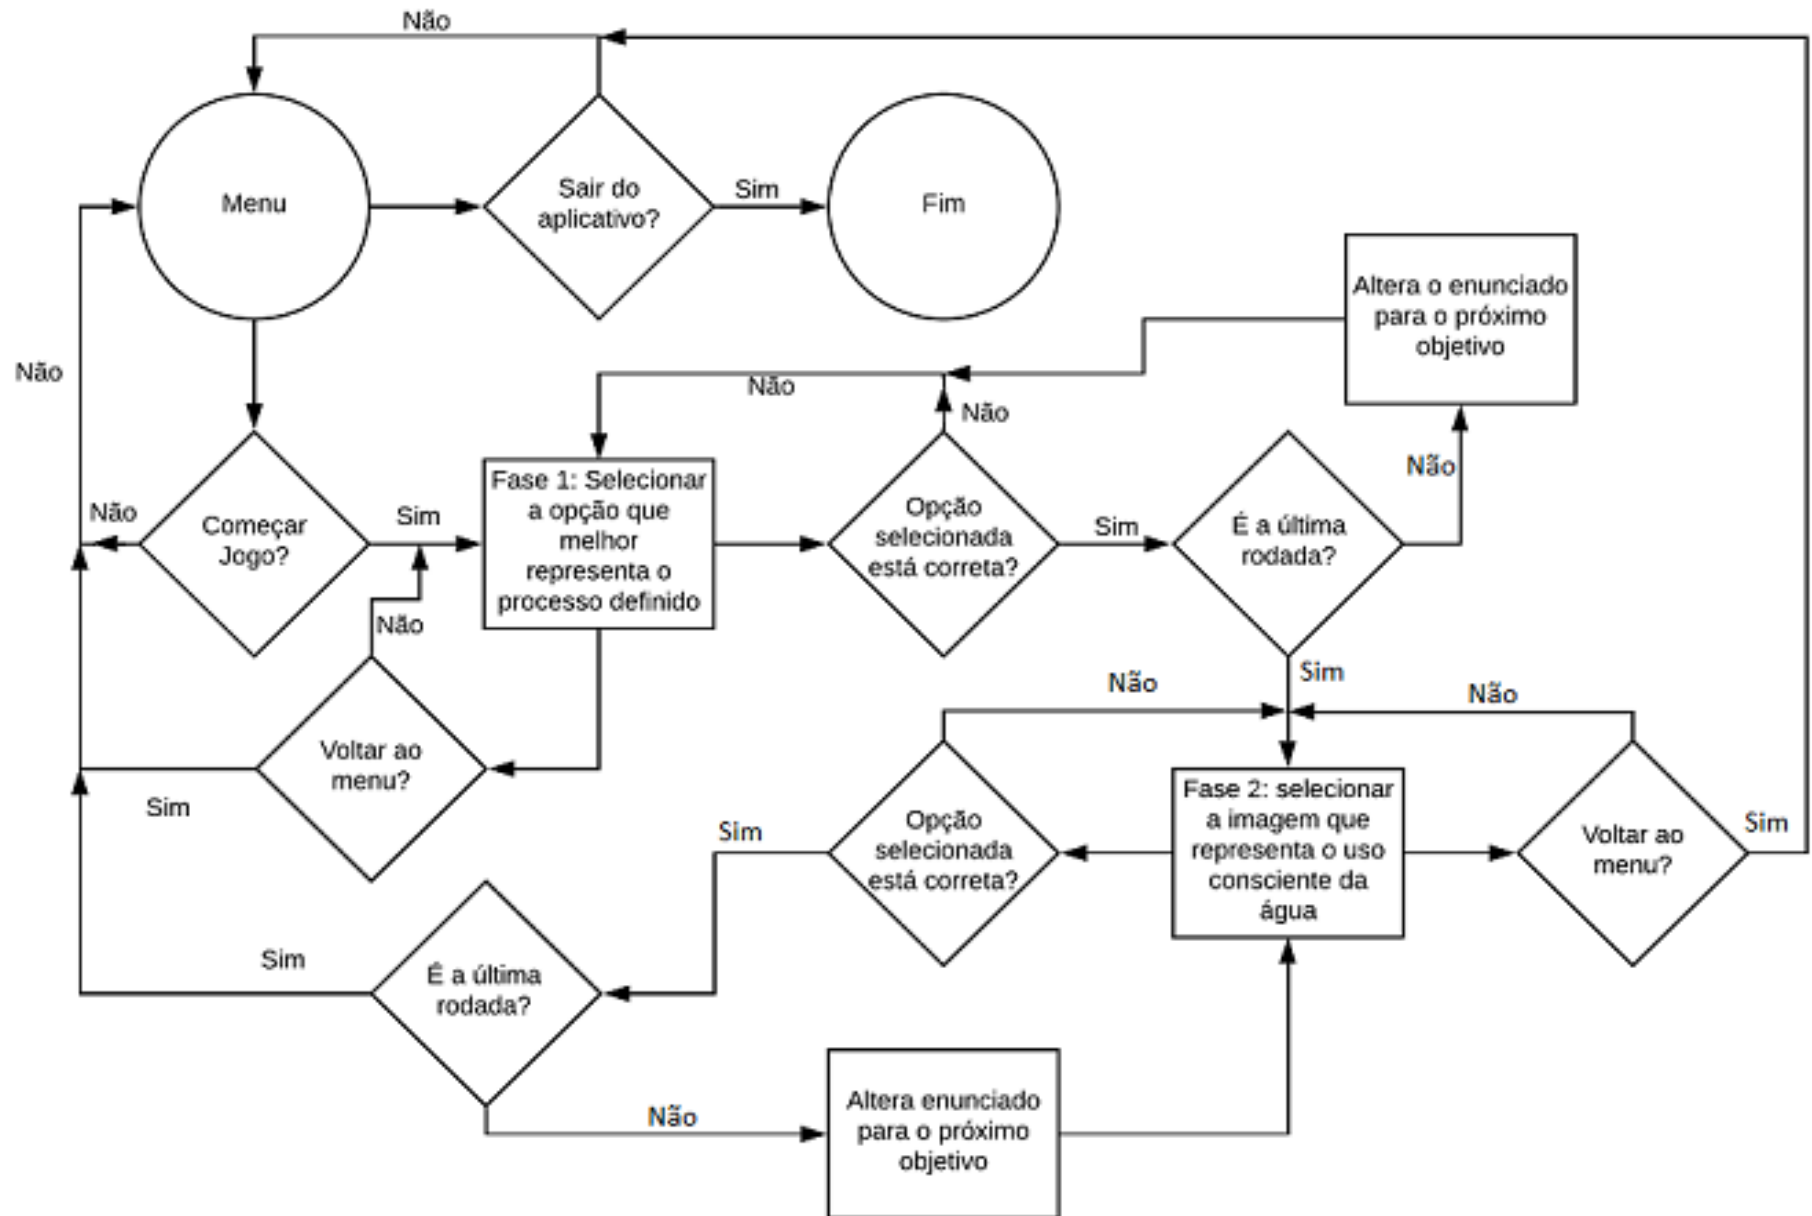 Não
Menu
Sair do
aplicativo?
Sim
Fim
Altera o enunciado
para o próximo
objetivo
Não
Não
Não
Não
Não
Começar
Jogo?
Sim
Fase 1: Selecionar
a opção que
melhor
representa o
processo definido
Opção
selecionada
está correta?
Sim
É a última
rodada?
Não
Sim
Não
Não
Voltar ao
menu?
Sim
Sim
Opção
selecionada
está correta?
Fase 2: selecionar
a imagem que
representa o uso
consciente da
água
Voltar ao
menu?
Sim
Sim
É a última
rodada?
Não
Altera enunciado
para o próximo
objetivo